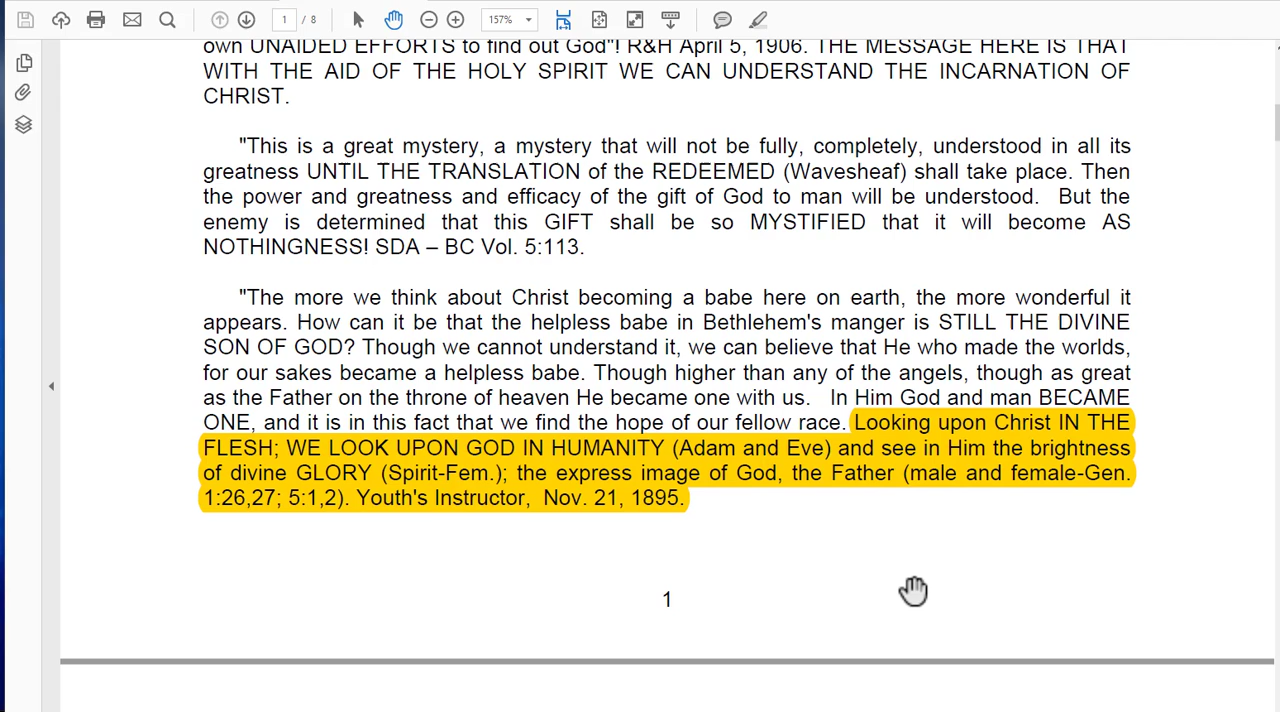 1 / 8
157%
own UNAIDED EFFORTS to find out God"! R&H April 5, 1906. THE MESSAGE HERE IS THAT
WITH THE AID OF THE HOLY SPIRIT WE CAN UNDERSTAND THE INCARNATION OF
CHRIST.
"This is a great mystery, a mystery that will not be fully, completely, understood in all its
greatness UNTIL THE TRANSLATION of the REDEEMED (Wavesheaf) shall take place. Then
the power and greatness and efficacy of the gift of God to man will be understood. But the
enemy is determined that this GIFT shall be so MYSTIFIED that it will become AS
NOTHINGNESS! SDA – BC Vol. 5:113.
"The more we think about Christ becoming a babe here on earth, the more wonderful it
appears. How can it be that the helpless babe in Bethlehem's manger is STILL THE DIVINE
SON OF GOD? Though we cannot understand it, we can believe that He who made the worlds,
for our sakes became a helpless babe. Though higher than any of the angels, though as great
as the Father on the throne of heaven He became one with us. In Him God and man BECAME
ONE, and it is in this fact that we find the hope of our fellow race. Looking upon Christ IN THE
FLESH; WE LOOK UPON GOD IN HUMANITY (Adam and Eve) and see in Him the brightness
of divine GLORY (Spirit-Fem.); the express image of God, the Father (male and female-Gen.
1:26,27; 5:1,2). Youth's Instructor, Nov. 21, 1895.
1